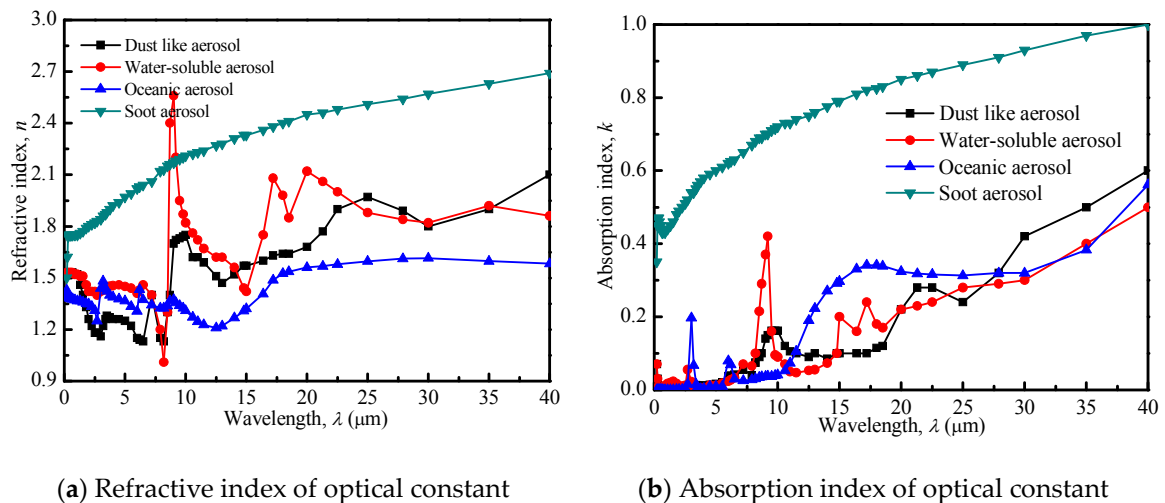 (a)
3.0
2.7
2.4
2.1
1.8
1.5
1.2
0.9
Refractive index, n
Dust like aerosol
Water-soluble aerosol
Oceanic aerosol
Soot aerosol
0 5 10 15 20 25 30 35 40
Wavelength, λ (μm)
(a) Refractive index of optical constant
(b)
1.0
0.8
0.6
0.4
0.2
0.0
Absorption index, k
Dust like aerosol
Water-soluble aerosol
Oceanic aerosol
Soot aerosol
0 5 10 15 20 25 30 35 40
Wavelength, λ (μm)
(b) Absorption index of optical constant